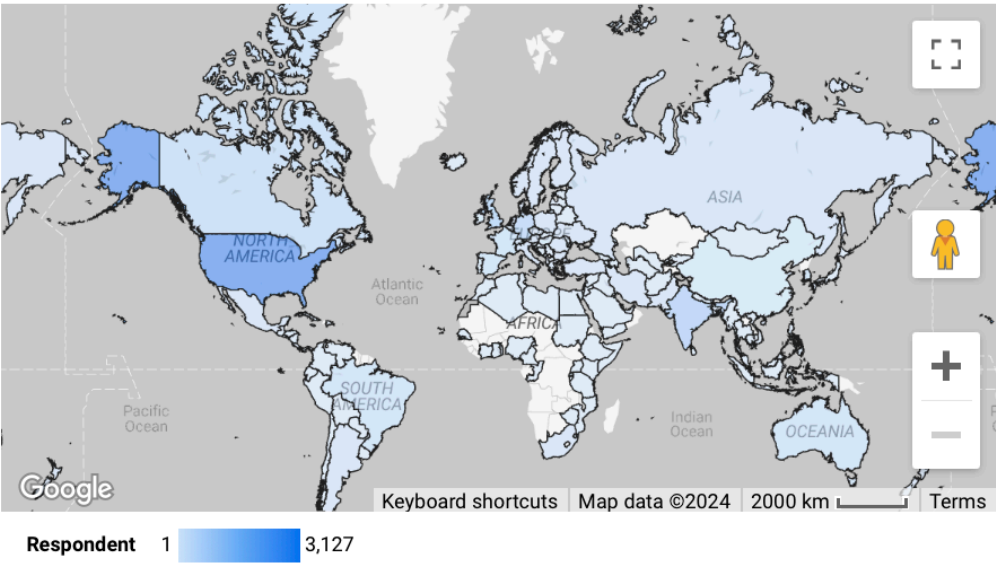 ASIA
NORTH
AMERICA
EUROPE
Atlantic
Ocean
AFRICA
SOUTH
AMERICA
Pacific
Ocean
Indian
Ocean
OCEANIA
Google
Keyboard shortcuts
Map data ©2024
2000 km
Terms
Respondent 1 3,127